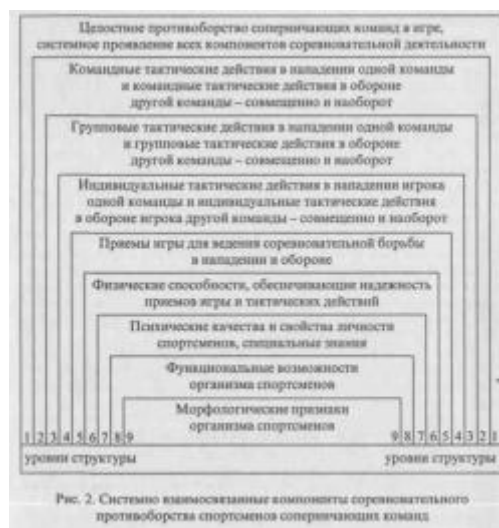 Целостное противоборство соперничающих команд в игре,
системное проявление всех компонентов соревновательной деятельности
Командные тактические действия в нападении одной команды
и командные тактические действия в обороне
другой команды – совмещенно и наоборот
Групповые тактические действия в нападении одной команды
и групповые тактические действия в обороне
другой команды – совмещенно и наоборот
Индивидуальные тактические действия в нападении игрока
одной команды и индивидуальные тактические действия
в обороне игрока другой команды – совмещенно и наоборот
Приемы игры для ведения соревновательной борьбы
в нападении и обороне
Физические способности, обеспечивающие надежность
приемов игры и тактических действий
Психические качества и свойства личности
спортсменов, специальные знания
Функциональные возможности
организма спортсменов
Морфологические признаки
организма спортсменов
1 2 3 4 5 6 7 8 9 9 8 7 6 5 4 3 2 1
уровни структуры уровни структуры
Рис. 2. Системно взаимосвязанные компоненты соревновательного
противоборства спортсменов соперничающих команд